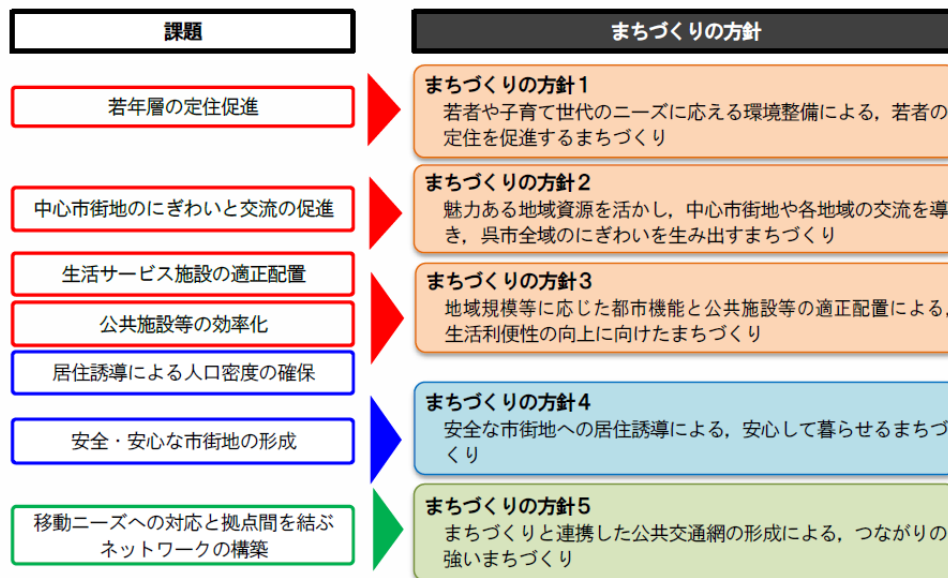 課題
まちづくりの方針
若年層の定住促進
まちづくりの方針1
若者や子育て世代のニーズに応える環境整備による，若者の
定住を促進するまちづくり
中心市街地のにぎわいと交流の促進
まちづくりの方針2
魅力ある地域資源を活かし，中心市街地や各地域の交流を導
き，呉市全域のにぎわいを生み出すまちづくり
生活サービス施設の適正配置
公共施設等の効率化
まちづくりの方針3
地域規模等に応じた都市機能と公共施設等の適正配置による，
生活利便性の向上に向けたまちづくり
居住誘導による人口密度の確保
安全・安心な市街地の形成
まちづくりの方針4
安全な市街地への居住誘導による，安心して暮らせるまちづ
くり
移動ニーズへの対応と拠点間を結ぶ
ネットワークの構築
まちづくりの方針5
まちづくりと連携した公共交通網の形成による，つながりの
強いまちづくり